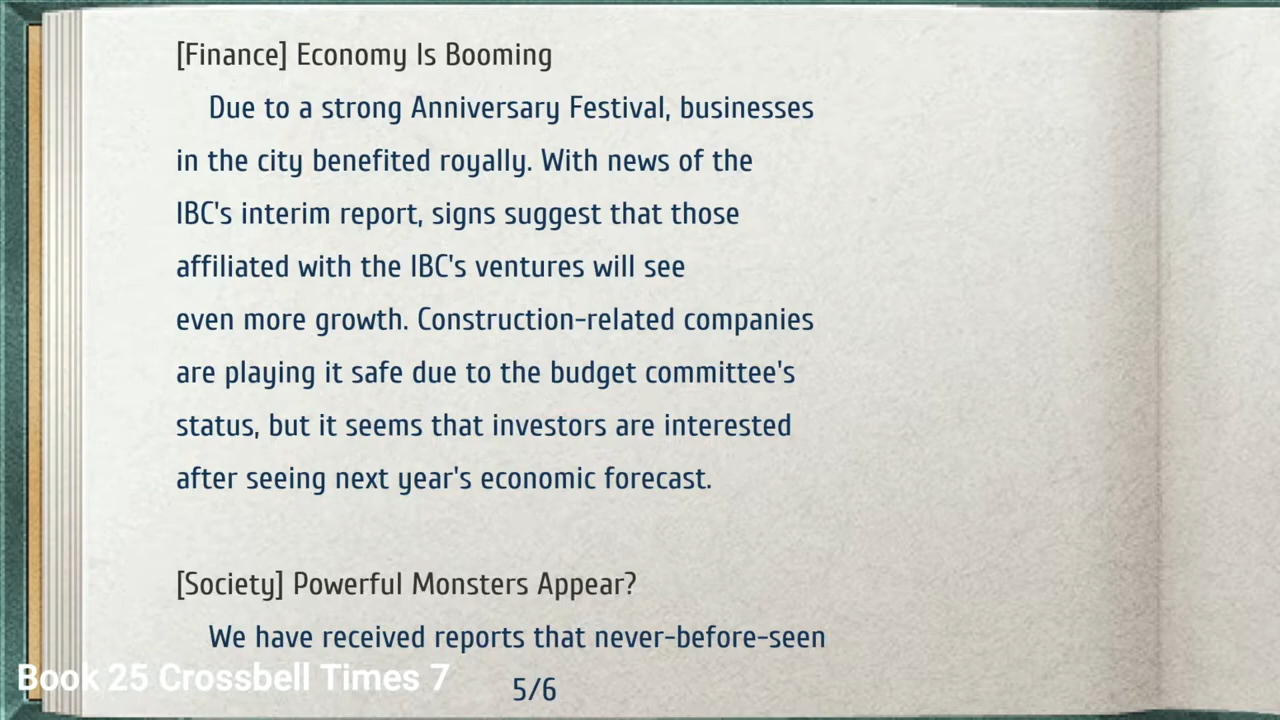 [Finance] Economy Is Booming
Due to a strong Anniversary Festival, businesses
in the city benefited royally. With news of the
IBC's interim report, signs suggest that those
affiliated with the IBC's ventures will see
even more growth. Construction-related companies
are playing it safe due to the budget committee's
status, but it seems that investors are interested
after seeing next year's economic forecast.
[Society] Powerful Monsters Appear?
We have received reports that never-before-seen
Book 25 Crossbell Times 7
5/6